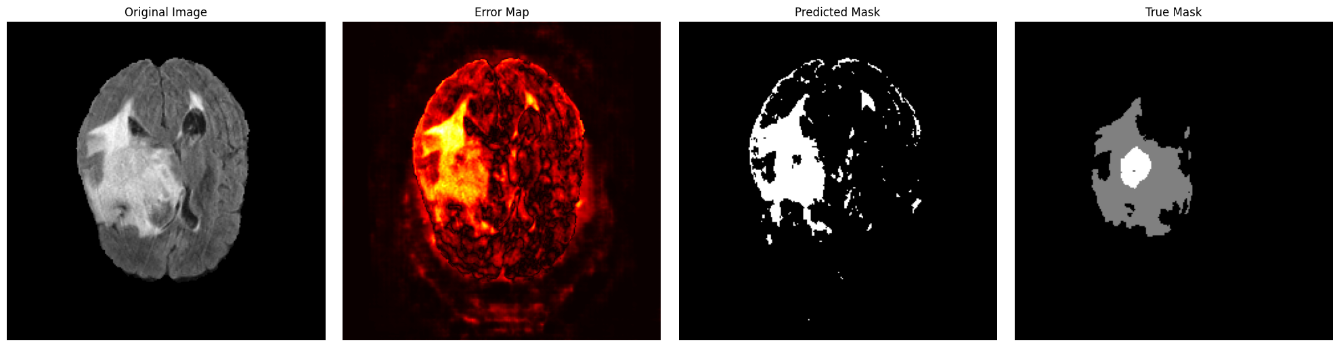 Original Image
Error Map
Predicted Mask
True Mask